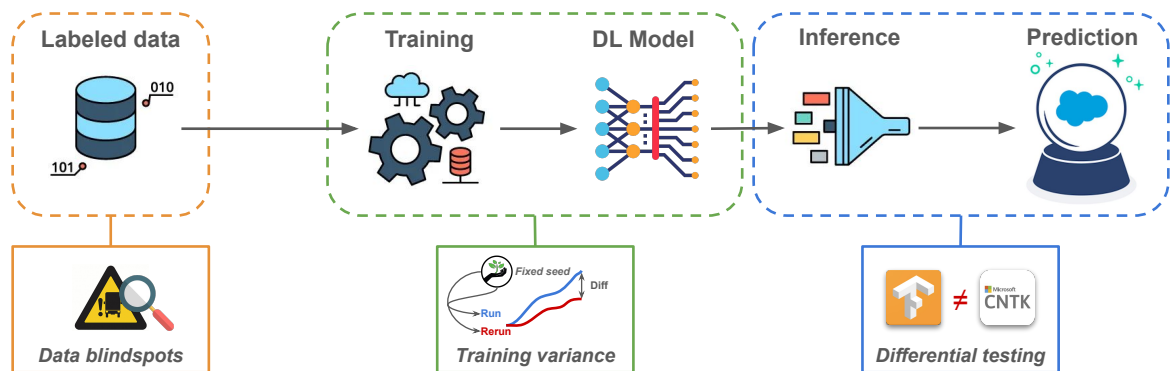 Labeled data
Training
DL Model
Inference
Prediction
010
101
Fixed seed
Diff
Run
Rerun
≠
Microsoft
CNTK
Data blindspots
Training variance
Differential testing